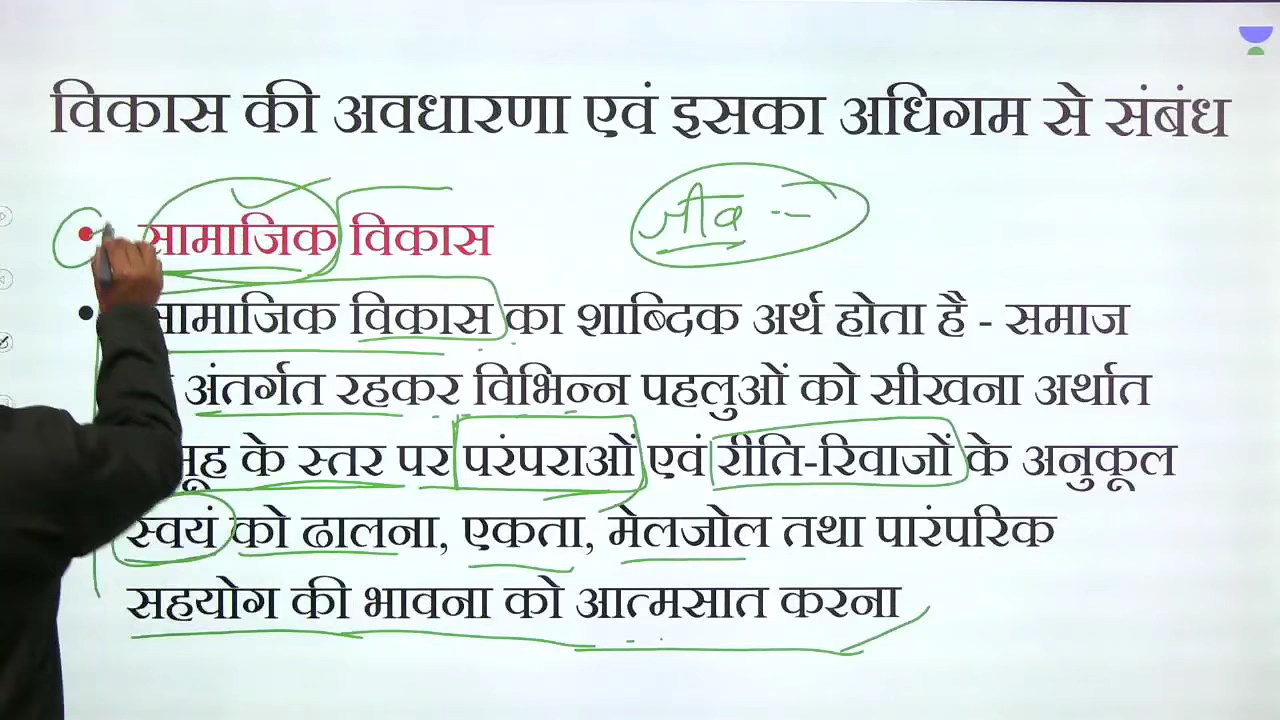 विकास की अवधारणा एवं इसका अधिगम से संबंध
सामाजिक विकास
जीव
सामाजिक विकास का शाब्दिक अर्थ होता है - समाज
अंतर्गत रहकर विभिन्न पहलुओं को सीखना अर्थात
के स्तर पर परंपराओं एवं रीति-रिवाजों के अनुकूल
स्वयं को ढालना, एकता, मेलजोल तथा पारंपरिक
सहयोग की भावना को आत्मसात करना